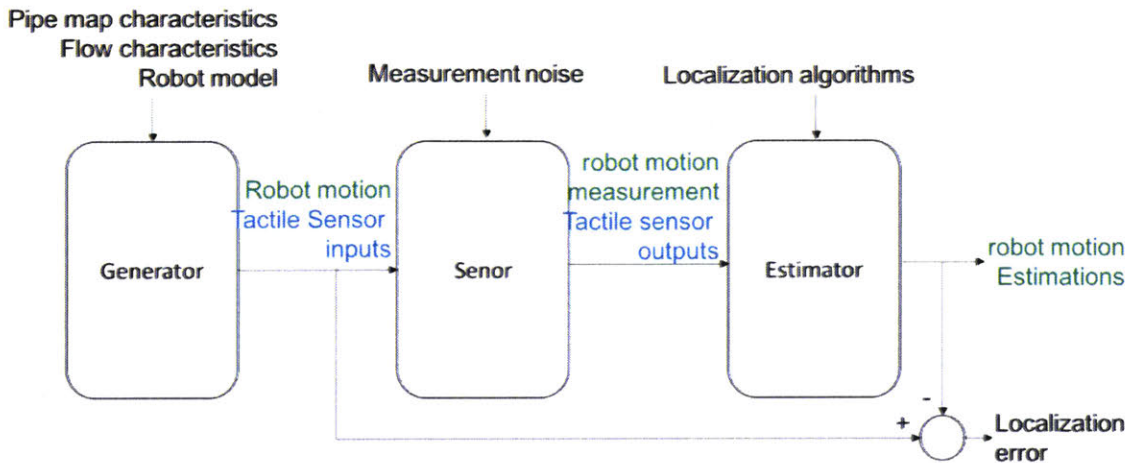 Pipe map characteristics
Flow characteristics
Robot model
Measurement noise
Localization algorithms
Robot motion
Tactile Sensor
inputs
robot motion
measurement
Tactile sensor
outputs
Generator
Senor
Estimator
robot motion
Estimations
-
+
Localization
error